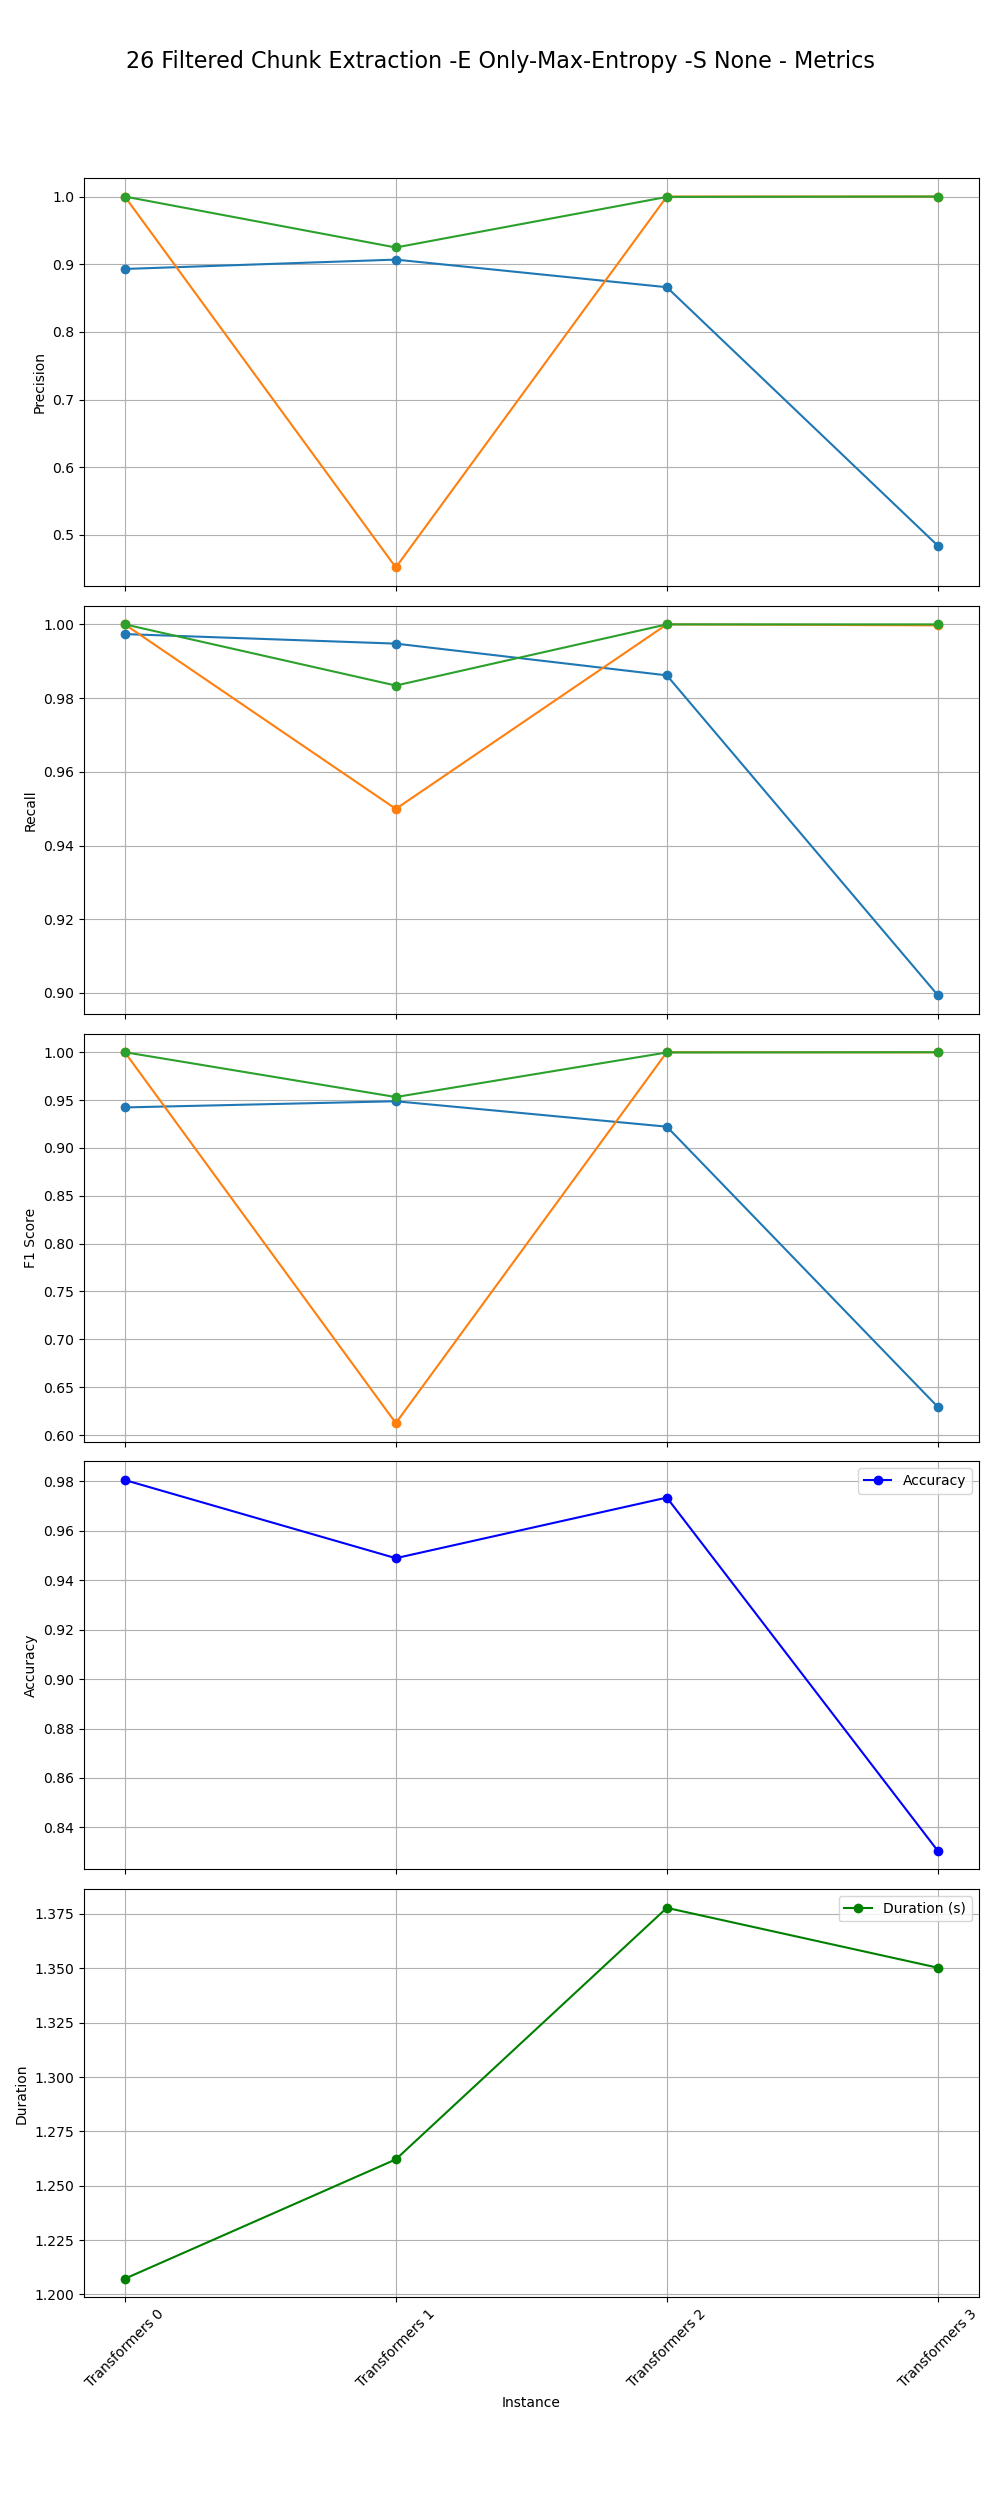 26 Filtered Chunk Extraction -E Only-Max-Entropy -S None - Metrics
1.0
0.9
0.8
0.7
0.6
0.5
Precision
1.00
0.98
0.96
0.94
0.92
0.90
Recall
1.00
0.95
0.90
0.85
0.80
0.75
0.70
0.65
0.60
F1 Score
Accuracy
0.98
0.96
0.94
0.92
0.90
0.88
0.86
0.84
Accuracy
Duration (s)
1.375
1.350
1.325
1.300
1.275
1.250
1.225
1.200
Duration
Transformers 0
Transformers 1
Transformers 2
Transformers 3
Instance